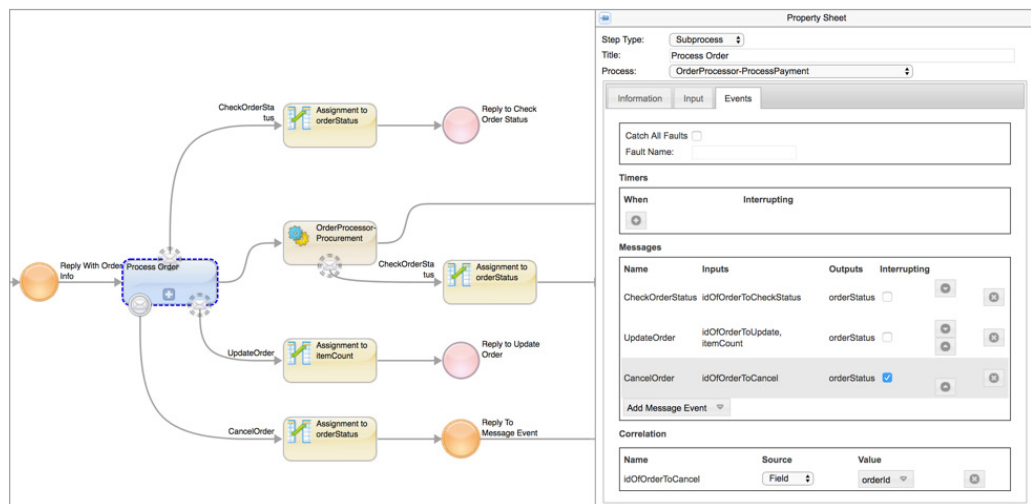 CheckOrderSta
tus
Assignment to
orderStatus
Reply to Check
Order Status
OrderProcessor-
Procurement
Reply With Order
Info
Process Order
CheckOrderSta
tus
Assignment to
orderStatus
UpdateOrder
Assignment to
itemCount
Reply to Update
Order
CancelOrder
Assignment to
orderStatus
Reply To
Message Event
Property Sheet
Step Type: Subprocess
Title: Process Order
Process: OrderProcessor-ProcessPayment
Information Input Events
Catch All Faults
Fault Name:
Timers
When Interrupting
Messages
Name Inputs Outputs Interrupting
CheckOrderStatus idOfOrderToCheckStatus orderStatus
UpdateOrder idOfOrderToUpdate, itemCount orderStatus
CancelOrder idOfOrderToCancel orderStatus
Add Message Event
Correlation
Name Source Value
idOfOrderToCancel Field orderId